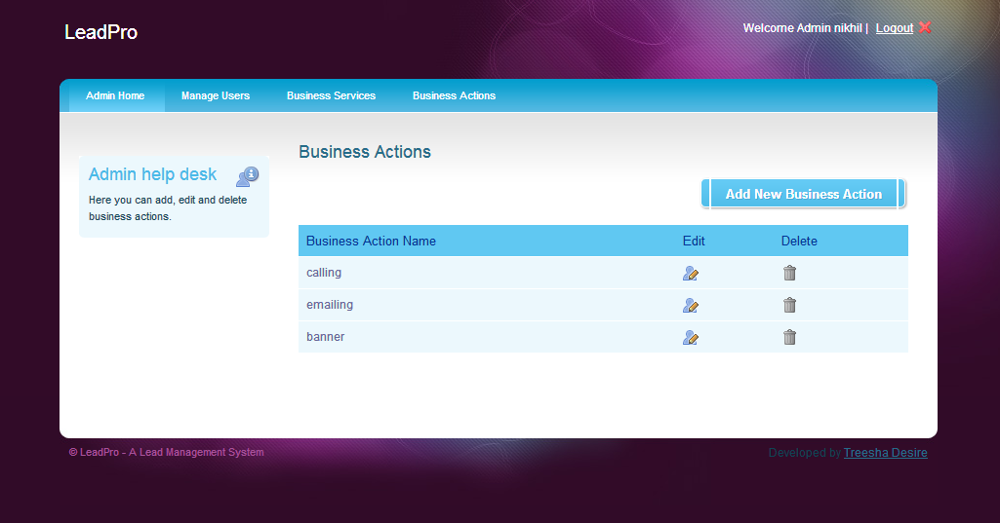 LeadPro
Welcome Admin nikhil | Logout
Admin Home Manage Users Business Services Business Actions
Admin help desk
Here you can add, edit and delete
business actions.
Business Actions
Add New Business Action
Business Action Name Edit Delete
calling
emailing
banner
© LeadPro - A Lead Management System
Developed by Treesha Desire